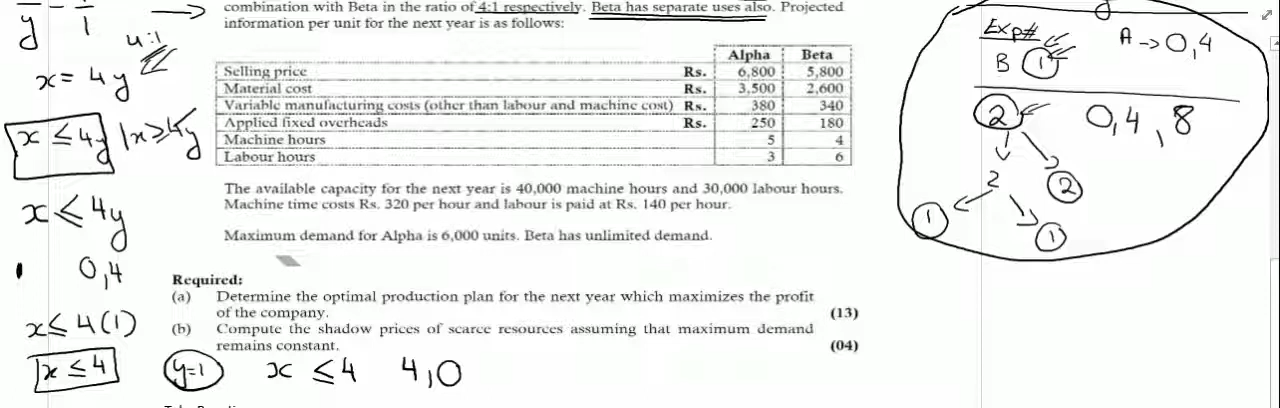 combination with Beta in the ratio of 4:1 respectively. Beta has separate uses also. Projected
information per unit for the next year is as follows:
Alpha Beta
Selling price Rs. 6,800 5,800
Material cost Rs. 3,500 2,600
Variable manufacturing costs (other than labour and machine cost) Rs. 380 340
Applied fixed overheads Rs. 250 180
Machine hours 5 4
Labour hours 3 6
The available capacity for the next year is 40,000 machine hours and 30,000 labour hours.
Machine time costs Rs. 320 per hour and labour is paid at Rs. 140 per hour.
Maximum demand for Alpha is 6,000 units. Beta has unlimited demand.
Required:
(a) Determine the optimal production plan for the next year which maximizes the profit
of the company. (13)
(b) Compute the shadow prices of scarce resources assuming that maximum demand
remains constant. (04)
y 1
4:1
x = 4y
x ≤ 4y | x ≥ 4y
x ≤ 4y
0,4
x ≤ 4(1)
x ≤ 4
y=1 x ≤ 4 4,0
Exp#
A → 0,4
B 1
2 0,4,8
2 2
1 1